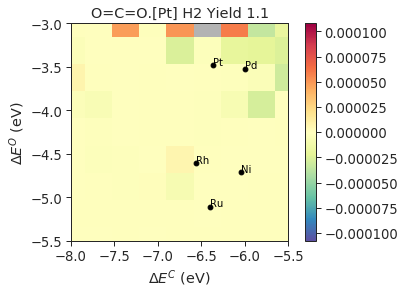 O=C=O.[Pt] H2 Yield 1.1
−3.0
−3.5
−4.0
−4.5
−5.0
−5.5
ΔE^O (eV)
Pt
Pd
Rh
Ni
Ru
−8.0 −7.5 −7.0 −6.5 −6.0 −5.5
ΔE^C (eV)
0.000100
0.000075
0.000050
0.000025
0.000000
−0.000025
−0.000050
−0.000075
−0.000100